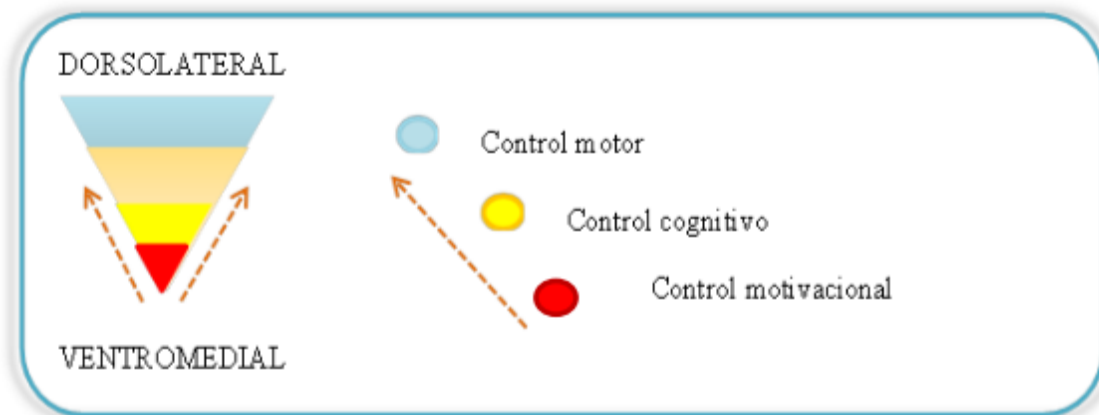 DORSOLATERAL
Control motor
Control cognitivo
Control motivacional
VENTROMEDIAL